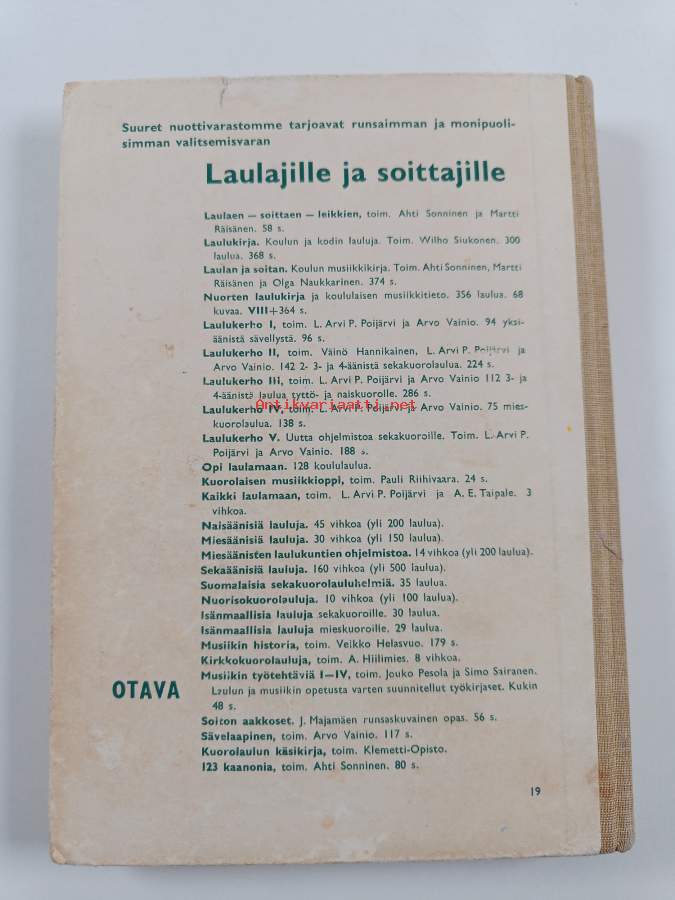 Suuret nuottivarastomme tarjoavat runsaimman ja monipuoli-
simman valitsemisvaran
Laulajille ja soittajille
Laulaen — soittaen — leikkien, toim. Ahti Sonninen ja Martti
Räisänen. 58 s.
Laulukirja. Koulun ja kodin lauluja. Toim. Wilho Siukonen. 300
laulua. 368 s.
Laulan ja soitan. Koulun musiikkikirja. Toim. Ahti Sonninen, Martti
Räisänen ja Olga Naukkarinen. 374 s.
Nuorten laulukirja ja koululaisen musiikkitieto. 356 laulua. 68
kuvaa. VIII+364 s.
Laulukerho I, toim. L. Arvi P. Poijärvi ja Arvo Vainio. 94 yksi-
äänistä sävellystä. 96 s.
Laulukerho II, toim. Väinö Hannikainen, L. Arvi P. Poijärvi ja
Arvo Vainio. 142 2- 3- ja 4-äänistä sekakuorolaulua. 224 s.
Laulukerho III, toim. L. Arvi P. Poijärvi ja Arvo Vainio 112 3- ja
4-äänistä laulua tyttö- ja naiskuorolle. 286 s.
Antikvariaatti.net
Laulukerho IV, toim. L. Arvi P. Poijärvi ja Arvo Vainio. 75 mies-
kuorolaulua. 138 s.
Laulukerho V. Uutta ohjelmistoa sekakuoroille. Toim. L. Arvi P.
Poijärvi ja Arvo Vainio. 188 s.
Opi laulamaan. 128 koululaulua.
Kuorolaisen musiikkioppi, toim. Pauli Riihivaara. 24 s.
Kaikki laulamaan, toim. L. Arvi P. Poijärvi ja A. E. Taipale. 3
vihkoa.
Naisäänisiä lauluja. 45 vihkoa (yli 200 laulua).
Miesäänisiä lauluja. 30 vihkoa (yli 150 laulua).
Miesäänisten laulukuntien ohjelmistoa. 14 vihkoa (yli 200 laulua).
Sekaäänisiä lauluja. 160 vihkoa (yli 500 laulua).
Suomalaisia sekakuorolauluhelmiä. 35 laulua.
Nuorisokuorolauluja. 10 vihkoa (yli 100 laulua).
Isänmaallisia lauluja sekakuoroille. 30 laulua.
Isänmaallisia lauluja mieskuoroille. 29 laulua.
Musiikin historia, toim. Veikko Helasvuo. 179 s.
Kirkkokuorolauluja, toim. A. Hiilimies. 8 vihkoa.
Musiikin työtehtäviä I—IV, toim. Jouko Pesola ja Simo Sairanen.
Laulun ja musiikin opetusta varten suunnitellut työkirjaset. Kukin
48 s.
OTAVA
Soiton aakkoset. J. Majamäen runsaskuvainen opas. 56 s.
Sävelaapinen, toim. Arvo Vainio. 117 s.
Kuorolaulun käsikirja, toim. Klemetti-Opisto.
123 kaanonia, toim. Ahti Sonninen. 80 s.
19